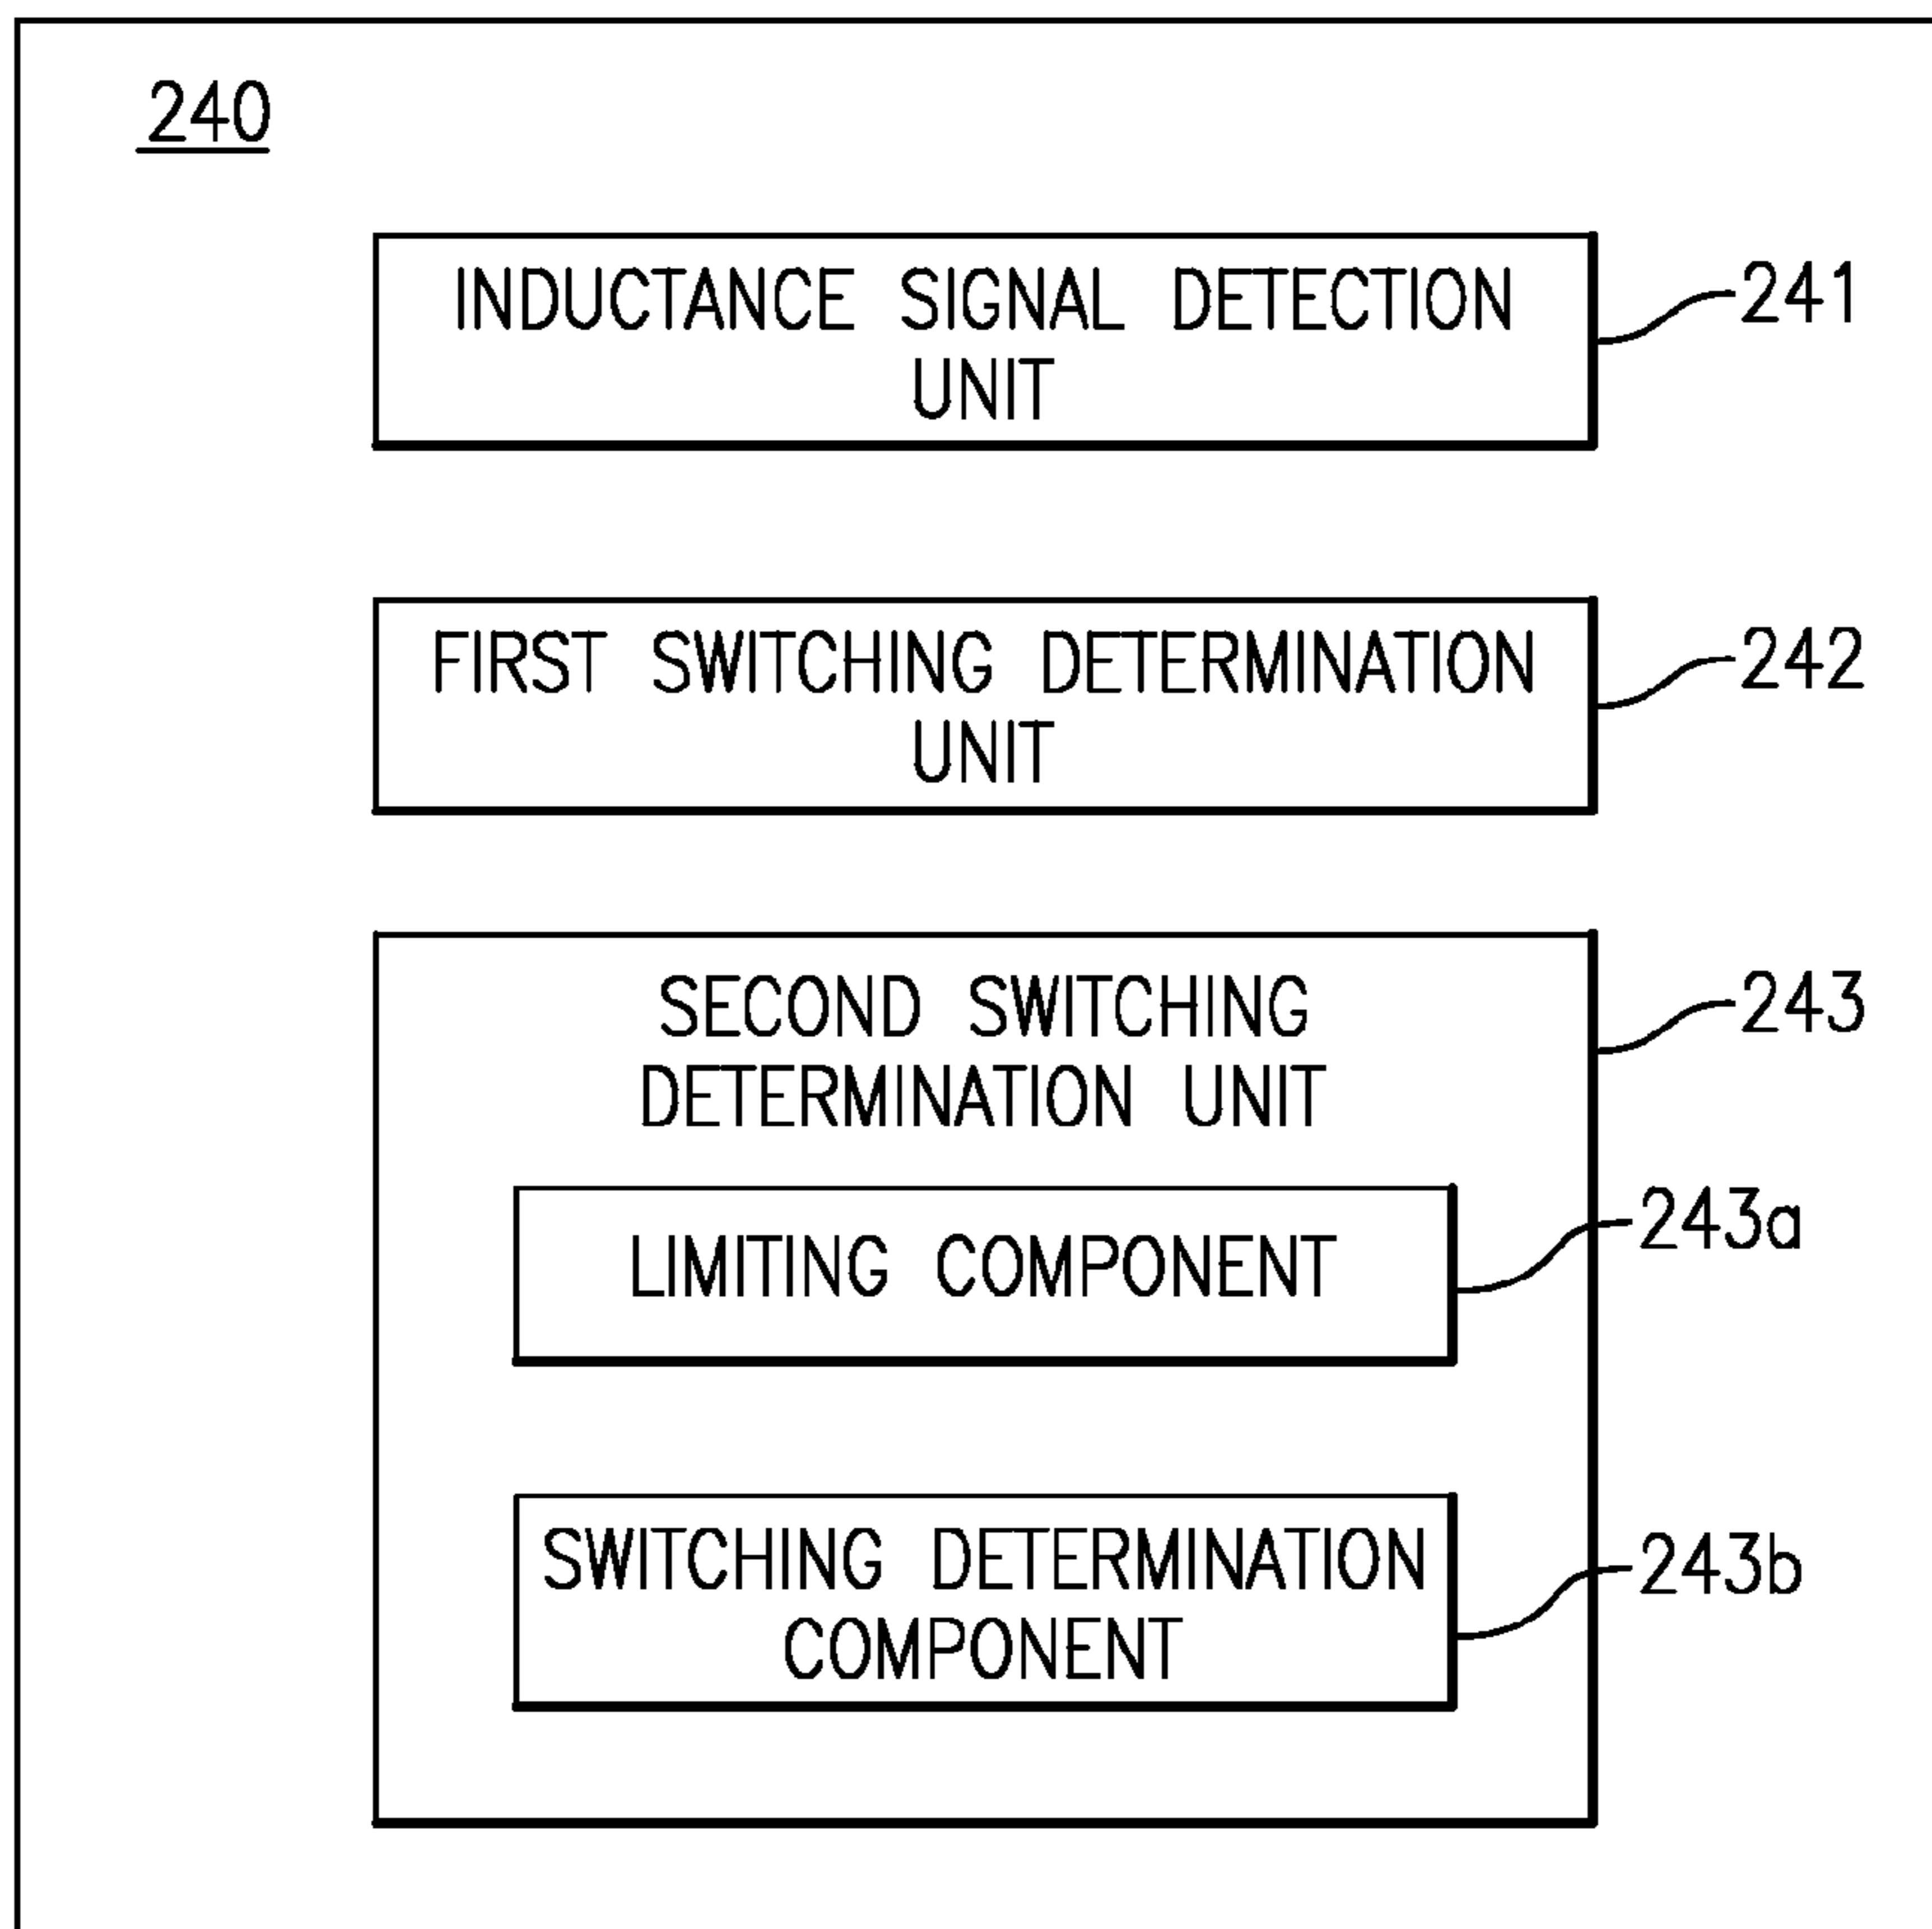 240
INDUCTANCE SIGNAL DETECTION
UNIT
241
FIRST SWITCHING DETERMINATION
UNIT
242
SECOND SWITCHING
DETERMINATION UNIT
243
LIMITING COMPONENT
243a
SWITCHING DETERMINATION
COMPONENT
243b